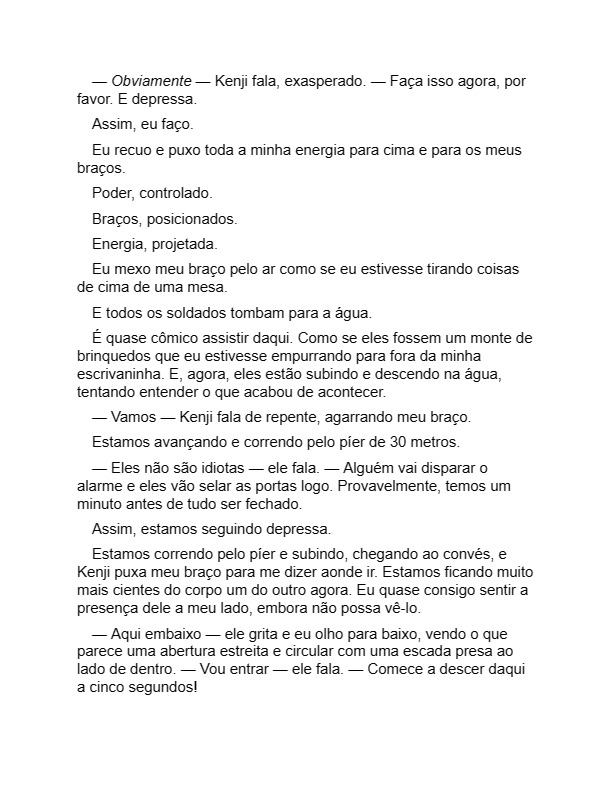 — Obviamente — Kenji fala, exasperado. — Faça isso agora, por
favor. E depressa.
Assim, eu faço.
Eu recuo e puxo toda a minha energia para cima e para os meus
braços.
Poder, controlado.
Braços, posicionados.
Energia, projetada.
Eu mexo meu braço pelo ar como se eu estivesse tirando coisas
de cima de uma mesa.
E todos os soldados tombam para a água.
É quase cômico assistir daqui. Como se eles fossem um monte de
brinquedos que eu estivesse empurrando para fora da minha
escrivaninha. E, agora, eles estão subindo e descendo na água,
tentando entender o que acabou de acontecer.
— Vamos — Kenji fala de repente, agarrando meu braço.
Estamos avançando e correndo pelo píer de 30 metros.
— Eles não são idiotas — ele fala. — Alguém vai disparar o
alarme e eles vão selar as portas logo. Provavelmente, temos um
minuto antes de tudo ser fechado.
Assim, estamos seguindo depressa.
Estamos correndo pelo píer e subindo, chegando ao convés, e
Kenji puxa meu braço para me dizer aonde ir. Estamos ficando muito
mais cientes do corpo um do outro agora. Eu quase consigo sentir a
presença dele a meu lado, embora não possa vê-lo.
— Aqui embaixo — ele grita e eu olho para baixo, vendo o que
parece uma abertura estreita e circular com uma escada presa ao
lado de dentro. — Vou entrar — ele fala. — Comece a descer daqui
a cinco segundos!